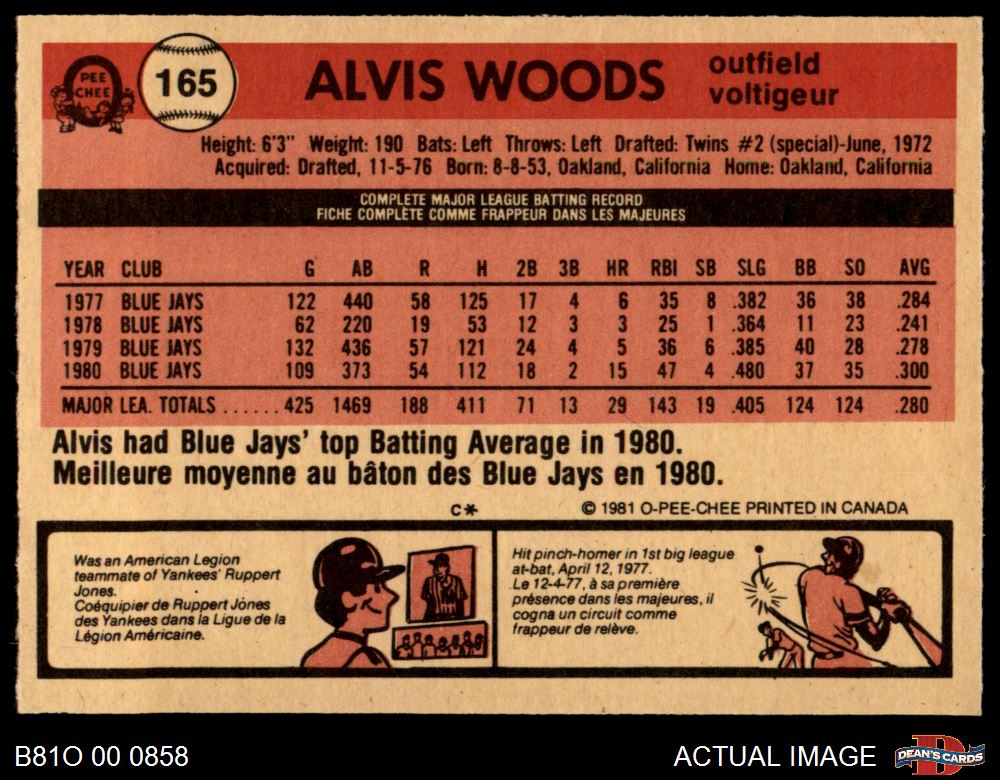 PEE
CHEE
165
ALVIS WOODS
outfield
voltigeur
Height: 6'3" Weight: 190 Bats: Left Throws: Left Drafted: Twins #2 (special)-June, 1972
Acquired: Drafted, 11-5-76 Born: 8-8-53, Oakland, California Home: Oakland, California
COMPLETE MAJOR LEAGUE BATTING RECORD
FICHE COMPLÈTE COMME FRAPPEUR DANS LES MAJEURES
YEAR CLUB G AB R H 2B 3B HR RBI SB SLG BB SO AVG
1977 BLUE JAYS 122 440 58 125 17 4 6 35 8 .382 36 38 .284
1978 BLUE JAYS 62 220 19 53 12 3 3 25 1 .364 11 23 .241
1979 BLUE JAYS 132 436 57 121 24 4 5 36 6 .385 40 28 .278
1980 BLUE JAYS 109 373 54 112 18 2 15 47 4 .480 37 35 .300
MAJOR LEA. TOTALS ...... 425 1469 188 411 71 13 29 143 19 .405 124 124 .280
Alvis had Blue Jays' top Batting Average in 1980.
Meilleure moyenne au bâton des Blue Jays en 1980.
C* © 1981 O-PEE-CHEE PRINTED IN CANADA
Was an American Legion
teammate of Yankees' Ruppert
Jones.
Coéquipier de Ruppert Jones
des Yankees dans la Ligue de la
Légion Américaine.
Hit pinch-homer in 1st big league
at-bat, April 12, 1977.
Le 12-4-77, à sa première
présence dans les majeures, il
cogna un circuit comme
frappeur de relève.
B81O 00 0858
ACTUAL IMAGE
DEAN'S CARDS